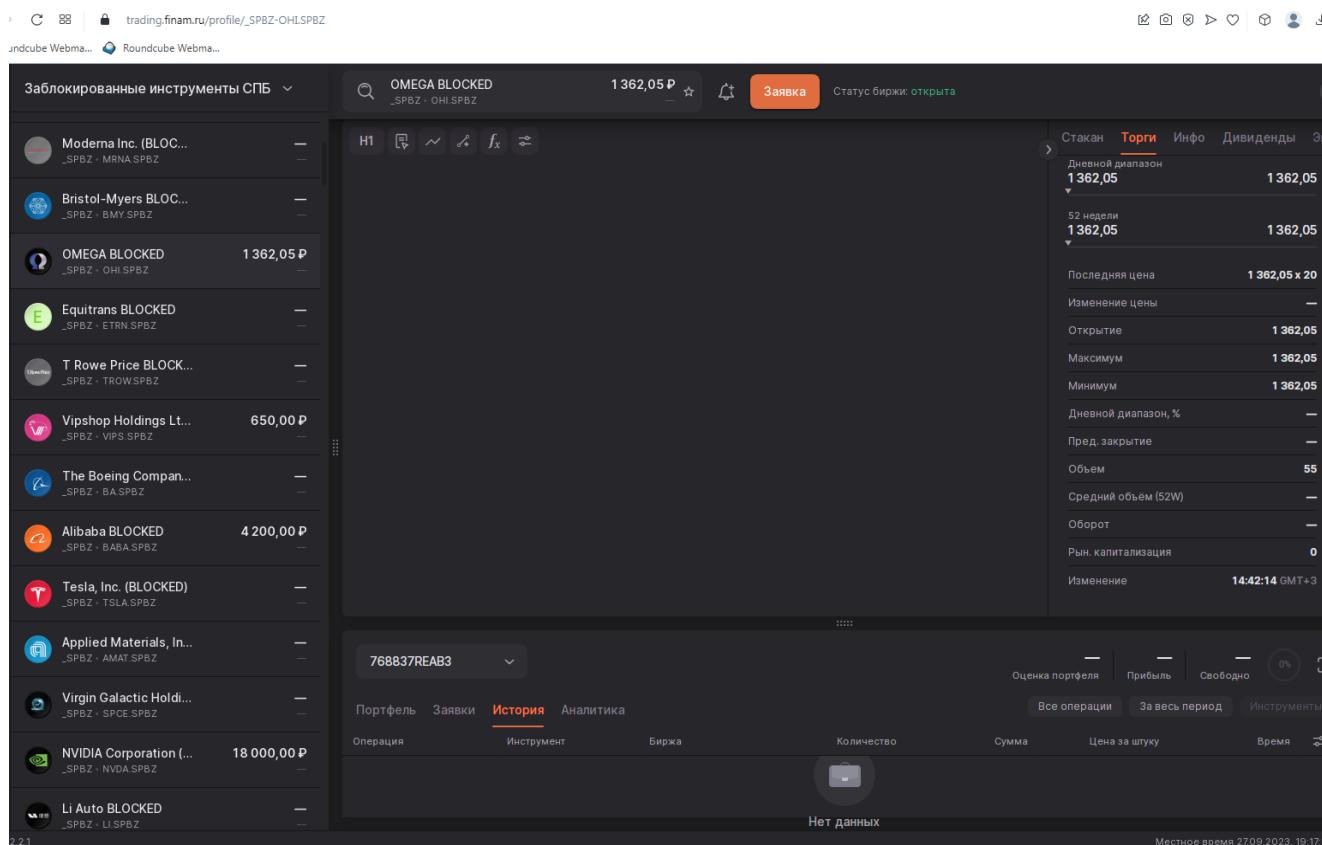 trading.finam.ru/profile/_SPBZ-OHI.SPBZ
undcube Webma... Roundcube Webma...
Заблокированные инструменты СПБ
Moderna Inc. (BLOC... —
_SPBZ • MRNA.SPBZ —
Bristol-Myers BLOC... —
_SPBZ • BMY.SPBZ —
OMEGA BLOCKED 1 362,05 ₽
_SPBZ • OHI.SPBZ —
Equitrans BLOCKED —
_SPBZ • ETRN.SPBZ —
T Rowe Price BLOCK... —
_SPBZ • TROW.SPBZ —
Vipshop Holdings Lt... 650,00 ₽
_SPBZ • VIPS.SPBZ —
The Boeing Compan... —
_SPBZ • BA.SPBZ —
Alibaba BLOCKED 4 200,00 ₽
_SPBZ • BABA.SPBZ —
Tesla, Inc. (BLOCKED) —
_SPBZ • TSLA.SPBZ —
Applied Materials, In... —
_SPBZ • AMAT.SPBZ —
Virgin Galactic Holdi... —
_SPBZ • SPCE.SPBZ —
NVIDIA Corporation (... 18 000,00 ₽
_SPBZ • NVDA.SPBZ —
Li Auto BLOCKED —
_SPBZ • LI.SPBZ —
2.2.1
OMEGA BLOCKED 1 362,05 ₽
_SPBZ • OHI.SPBZ —
Заявка
Статус биржи: открыта
H1 fx
Стакан Торги Инфо Дивиденды
Дневной диапазон
1 362,05 1 362,05
52 недели
1 362,05 1 362,05
Последняя цена 1 362,05 x 20
Изменение цены —
Открытие 1 362,05
Максимум 1 362,05
Минимум 1 362,05
Дневной диапазон, % —
Пред. закрытие —
Объем 55
Средний объём (52W) —
Оборот —
Рын. капитализация 0
Изменение 14:42:14 GMT+3
768837REAB3
— — — 0%
Оценка портфеля Прибыль Свободно
Портфель Заявки История Аналитика
Все операции За весь период Инструменты
Операция Инструмент Биржа Количество Сумма Цена за штуку Время
Нет данных
Местное время 27.09.2023, 19:17